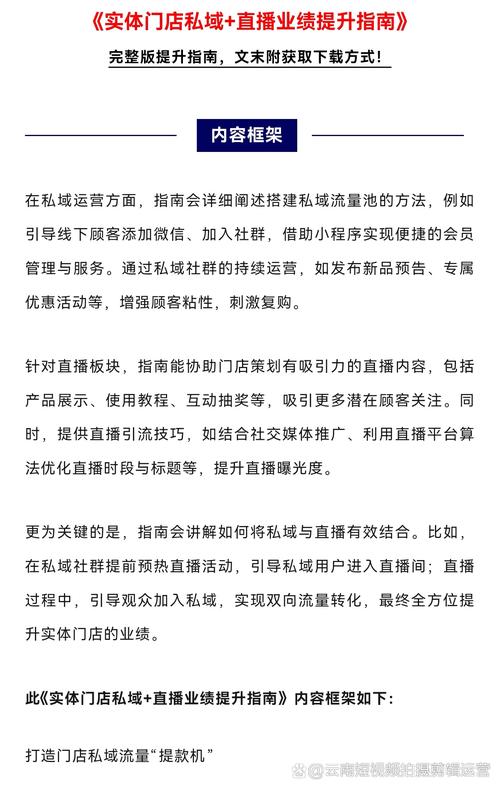 《实体门店私域+直播业绩提升指南》
完整版提升指南，文末附获取下载方式！
内容框架
在私域运营方面，指南会详细阐述搭建私域流量池的方法，例如
引导线下顾客添加微信、加入社群，借助小程序实现便捷的会员
管理与服务。通过私域社群的持续运营，如发布新品预告、专属
优惠活动等，增强顾客粘性，刺激复购。
针对直播板块，指南能协助门店策划有吸引力的直播内容，包括
产品展示、使用教程、互动抽奖等，吸引更多潜在顾客关注。同
时，提供直播引流技巧，如结合社交媒体推广、利用直播平台算
法优化直播时段与标题等，提升直播曝光度。
更为关键的是，指南会讲解如何将私域与直播有效结合。比如，
在私域社群提前预热直播活动，引导私域用户进入直播间；直播
过程中，引导观众加入私域，实现双向流量转化，最终全方位提
升实体门店的业绩。
此《实体门店私域+直播业绩提升指南》内容框架如下：
打造门店私域流量“提款机”
@云南短视频拍摄剪辑运营